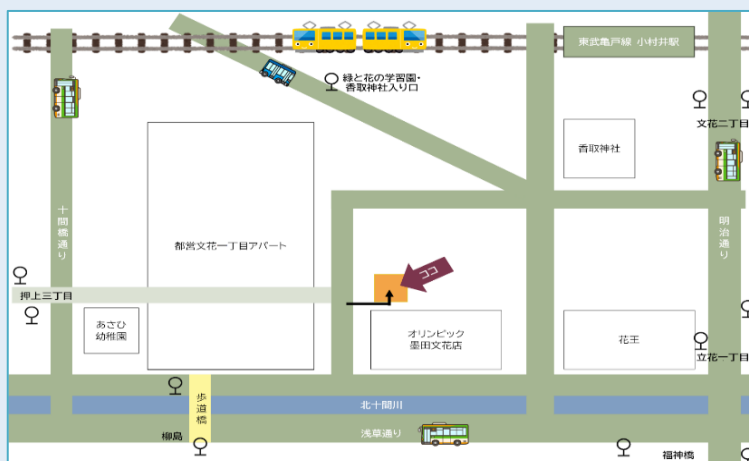 東武亀戸線 小村井駅
緑と花の学習園・
香取神社入り口
文花二丁目
香取神社
十間橋通り
都営文花一丁目アパート
明治通り
ココ
押上三丁目
あさひ
幼稚園
オリンピック
墨田文花店
花王
立花一丁目
歩道橋
北十間川
柳島
浅草通り
福神橋